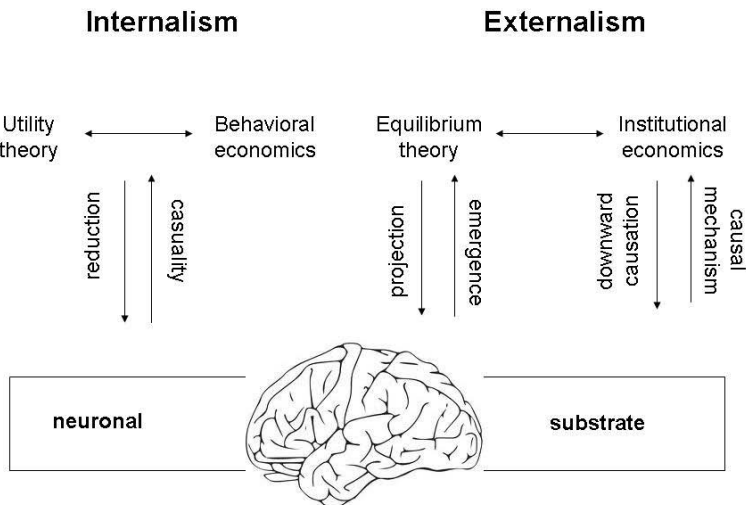 Internalism
Externalism
Utility
theory
Behavioral
economics
Equilibrium
theory
Institutional
economics
reduction
casuality
projection
emergence
downward
causation
causal
mechanism
neuronal
substrate